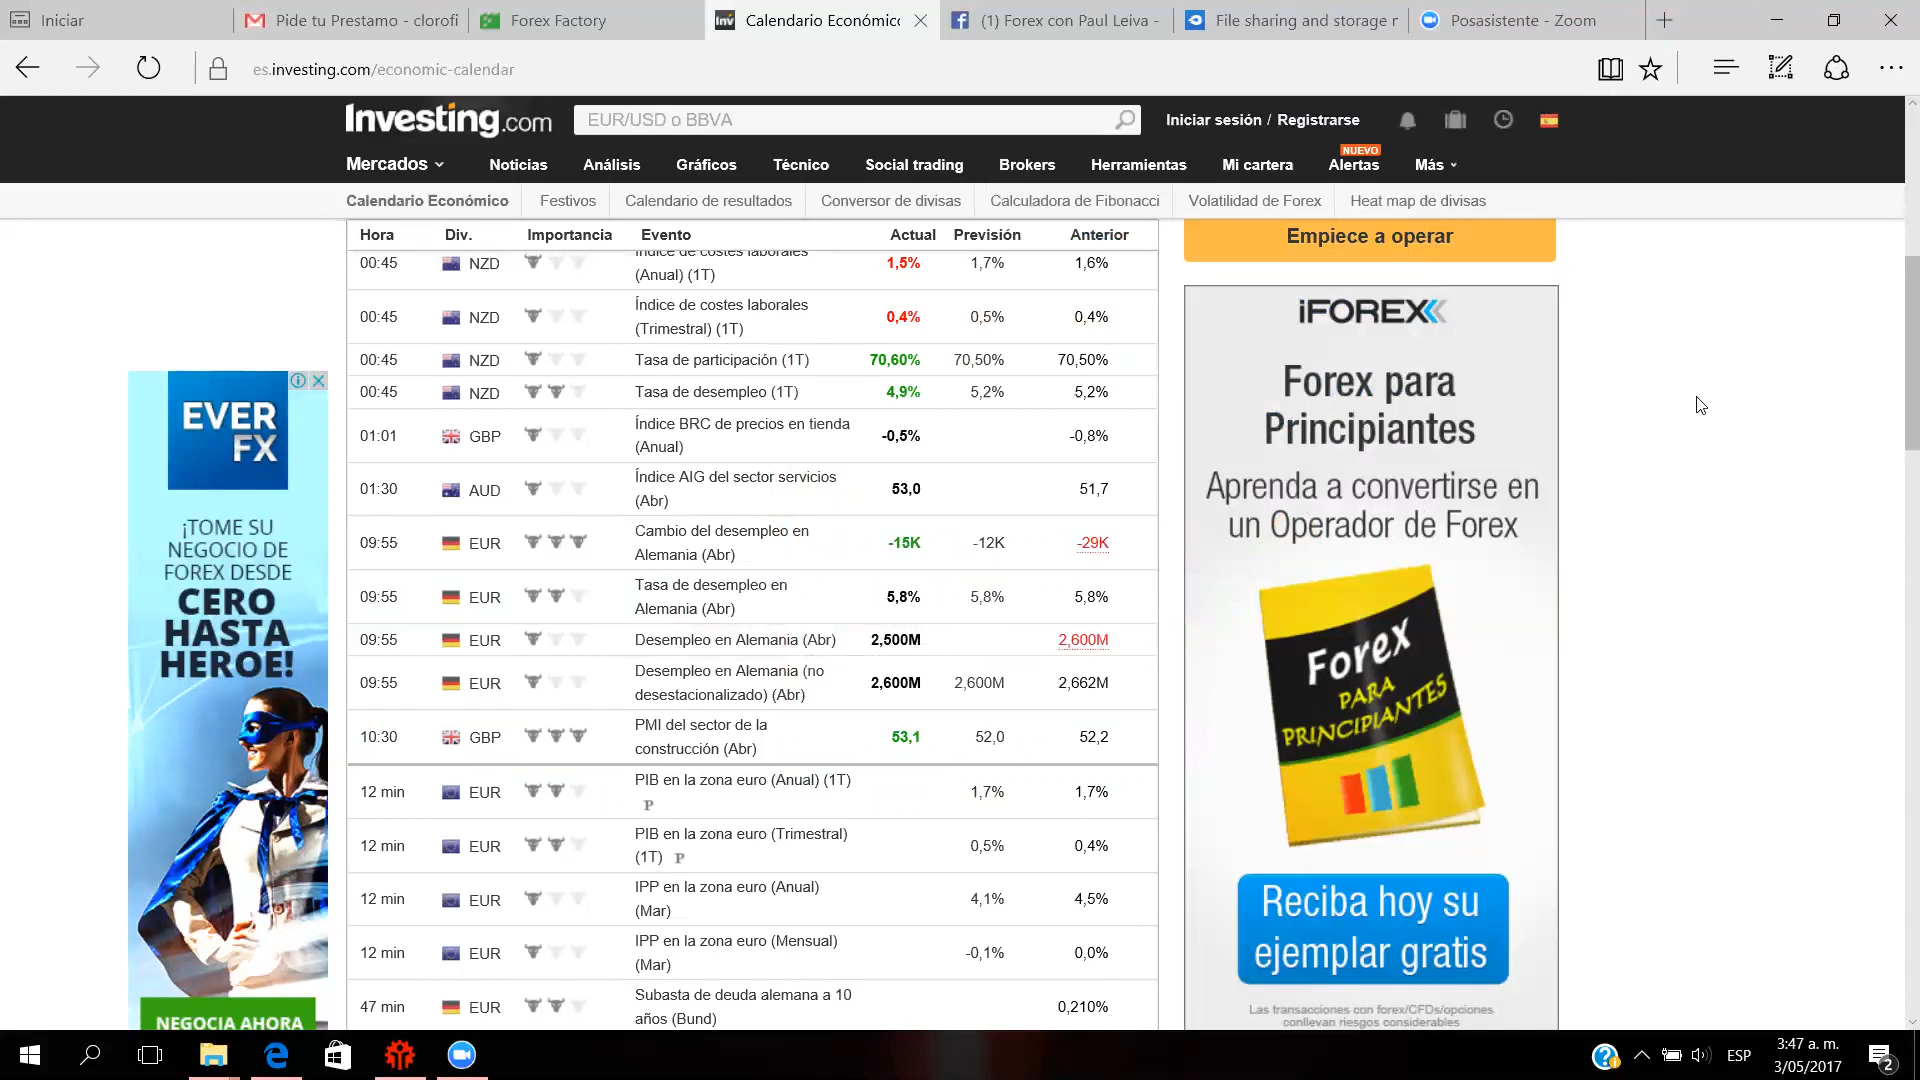 Iniciar
Pide tu Prestamo - clorofi
Forex Factory
Calendario Económico
(1) Forex con Paul Leiva -
File sharing and storage
Posasistente - Zoom
es.investing.com/economic-calendar
Investing.com
EUR/USD o BBVA
Iniciar sesión / Registrarse
NUEVO
Mercados
Noticias
Análisis
Gráficos
Técnico
Social trading
Brokers
Herramientas
Mi cartera
Alertas
Más
Calendario Económico
Festivos
Calendario de resultados
Conversor de divisas
Calculadora de Fibonacci
Volatilidad de Forex
Heat map de divisas
Hora Div. Importancia Evento Actual Previsión Anterior
Índice de costes laborales
00:45 NZD (Anual) (1T) 1,5% 1,7% 1,6%
Índice de costes laborales
00:45 NZD (Trimestral) (1T) 0,4% 0,5% 0,4%
00:45 NZD Tasa de participación (1T) 70,60% 70,50% 70,50%
00:45 NZD Tasa de desempleo (1T) 4,9% 5,2% 5,2%
Índice BRC de precios en tienda
01:01 GBP (Anual) -0,5% -0,8%
Índice AIG del sector servicios
01:30 AUD (Abr) 53,0 51,7
Cambio del desempleo en
09:55 EUR Alemania (Abr) -15K -12K -29K
Tasa de desempleo en
09:55 EUR Alemania (Abr) 5,8% 5,8% 5,8%
09:55 EUR Desempleo en Alemania (Abr) 2,500M 2,600M
Desempleo en Alemania (no
09:55 EUR desestacionalizado) (Abr) 2,600M 2,600M 2,662M
PMI del sector de la
10:30 GBP construcción (Abr) 53,1 52,0 52,2
PIB en la zona euro (Anual) (1T)
12 min EUR P 1,7% 1,7%
PIB en la zona euro (Trimestral)
12 min EUR (1T) P 0,5% 0,4%
IPP en la zona euro (Anual)
12 min EUR (Mar) 4,1% 4,5%
IPP en la zona euro (Mensual)
12 min EUR (Mar) -0,1% 0,0%
Subasta de deuda alemana a 10
47 min EUR años (Bund) 0,210%
EVER
FX
¡TOME SU
NEGOCIO DE
FOREX DESDE
CERO
HASTA
HEROE!
NEGOCIA AHORA
Empiece a operar
iFOREX
Forex para
Principiantes
Aprenda a convertirse en
un Operador de Forex
Forex
PARA
PRINCIPIANTES
Reciba hoy su
ejemplar gratis
Las transacciones con forex/CFDs/opciones
conllevan riesgos considerables
ESP
3:47 a. m.
3/05/2017
2